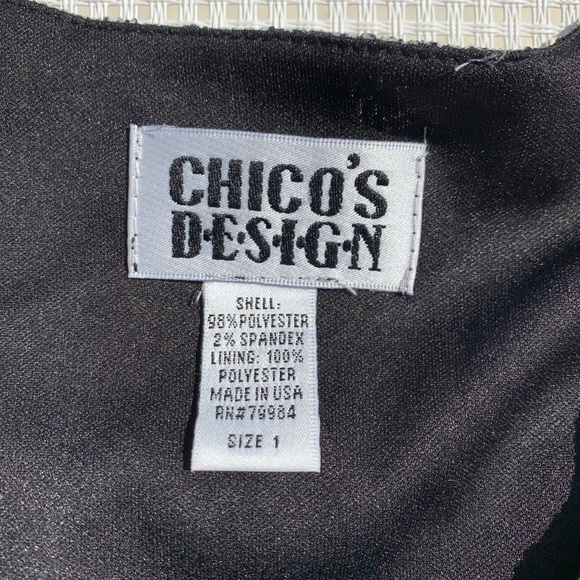 CHICO'S
D•E•S•I•G•N
SHELL:
98%POLYESTER
2% SPANDEX
LINING: 100%
POLYESTER
MADE IN USA
RN#79984
SIZE 1